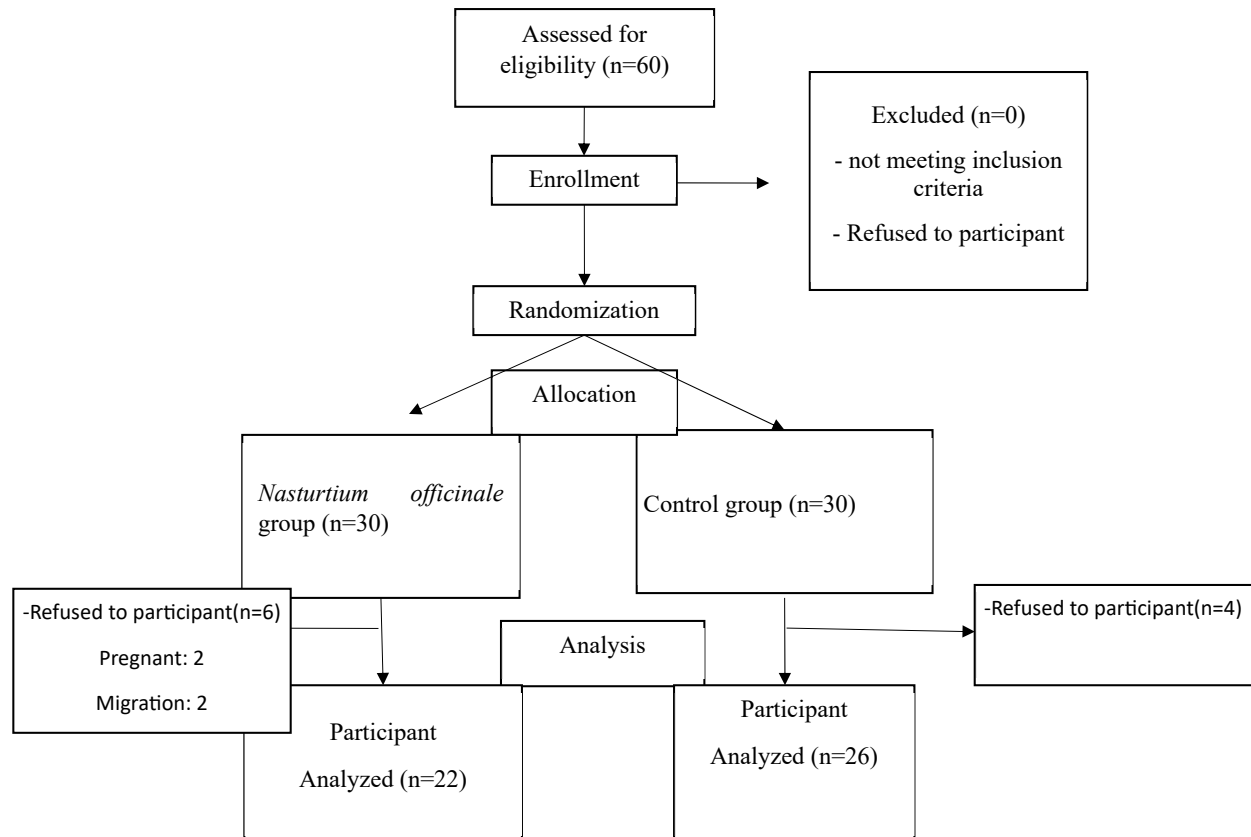 Assessed for
eligibility (n=60)
Excluded (n=0)
- not meeting inclusion
criteria
- Refused to participant
Enrollment
Randomization
Allocation
Nasturtium officinale
group (n=30)
Control group (n=30)
-Refused to participant(n=6)
Pregnant: 2
Migration: 2
-Refused to participant(n=4)
Analysis
Participant
Analyzed (n=22)
Participant
Analyzed (n=26)